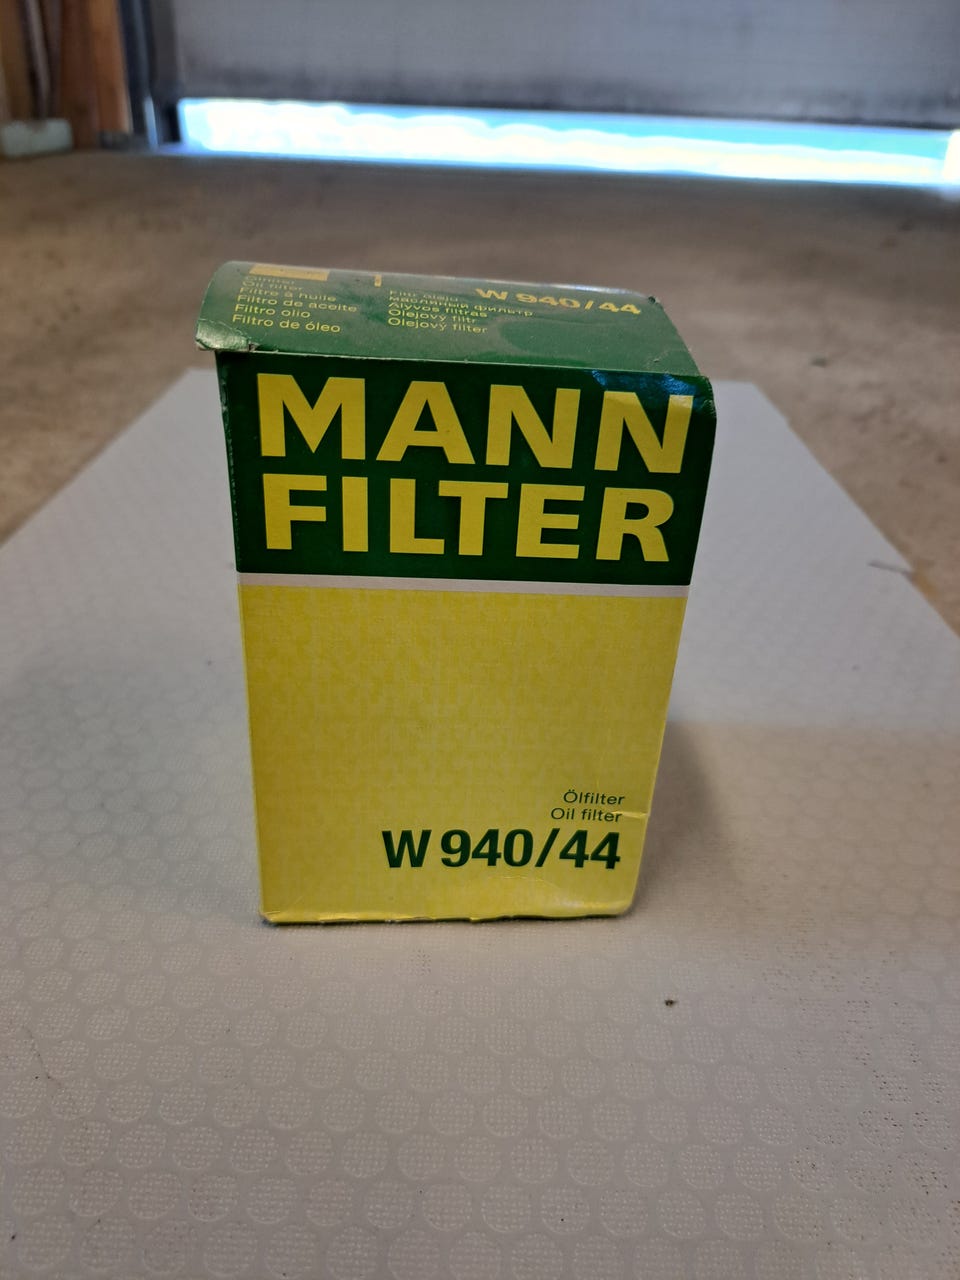 Ölfilter
Oil filter
Filtre à huile
Filtro de aceite
Filtro olio
Filtro de óleo
Filtr oleju
масляный фильтр
Alyvos filtras
Olejový filtr
Olejový filter
W 940/44
MANN
FILTER
Ölfilter
Oil filter
W 940/44